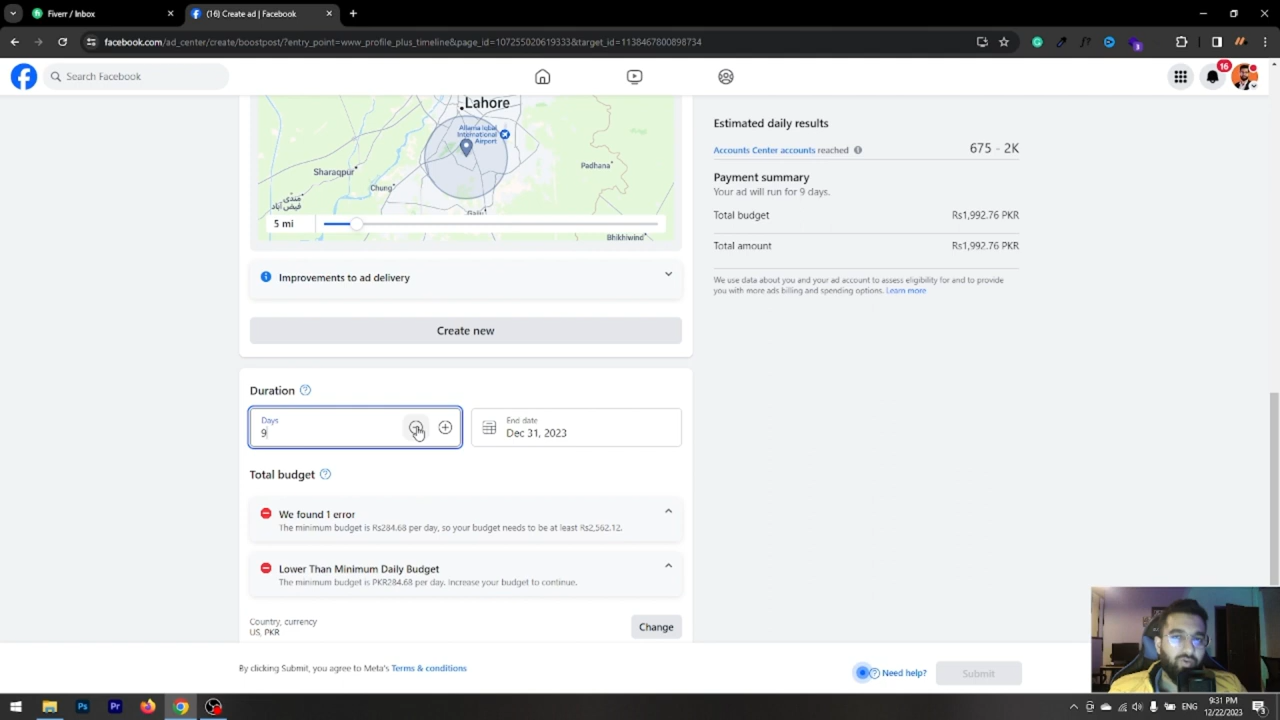 Fiverr / Inbox
(16) Create ad | Facebook
facebook.com/ad_center/create/boostpost/?entry_point=www_profile_plus_timeline&page_id=107255020619333&target_id=1138467800898734
Search Facebook
16
Lahore
Allama Iqbal
International
Airport
Sharaqpur
Padhana
Chung
مندی
فیض آباد
5 mi
Bhikhiwind
Improvements to ad delivery
Create new
Duration
Days
9
End date
Dec 31, 2023
Total budget
We found 1 error
The minimum budget is Rs284.68 per day, so your budget needs to be at least Rs2,562.12.
Lower Than Minimum Daily Budget
The minimum budget is PKR284.68 per day. Increase your budget to continue.
Country, currency
US, PKR
Change
Estimated daily results
Accounts Center accounts reached
675 - 2K
Payment summary
Your ad will run for 9 days.
Total budget
Rs1,992.76 PKR
Total amount
Rs1,992.76 PKR
We use data about you and your ad account to assess eligibility for and to provide
you with more ads billing and spending options. Learn more
By clicking Submit, you agree to Meta's Terms & conditions
Need help?
Submit
Ps
Pr
ENG
9:31 PM
12/22/2023